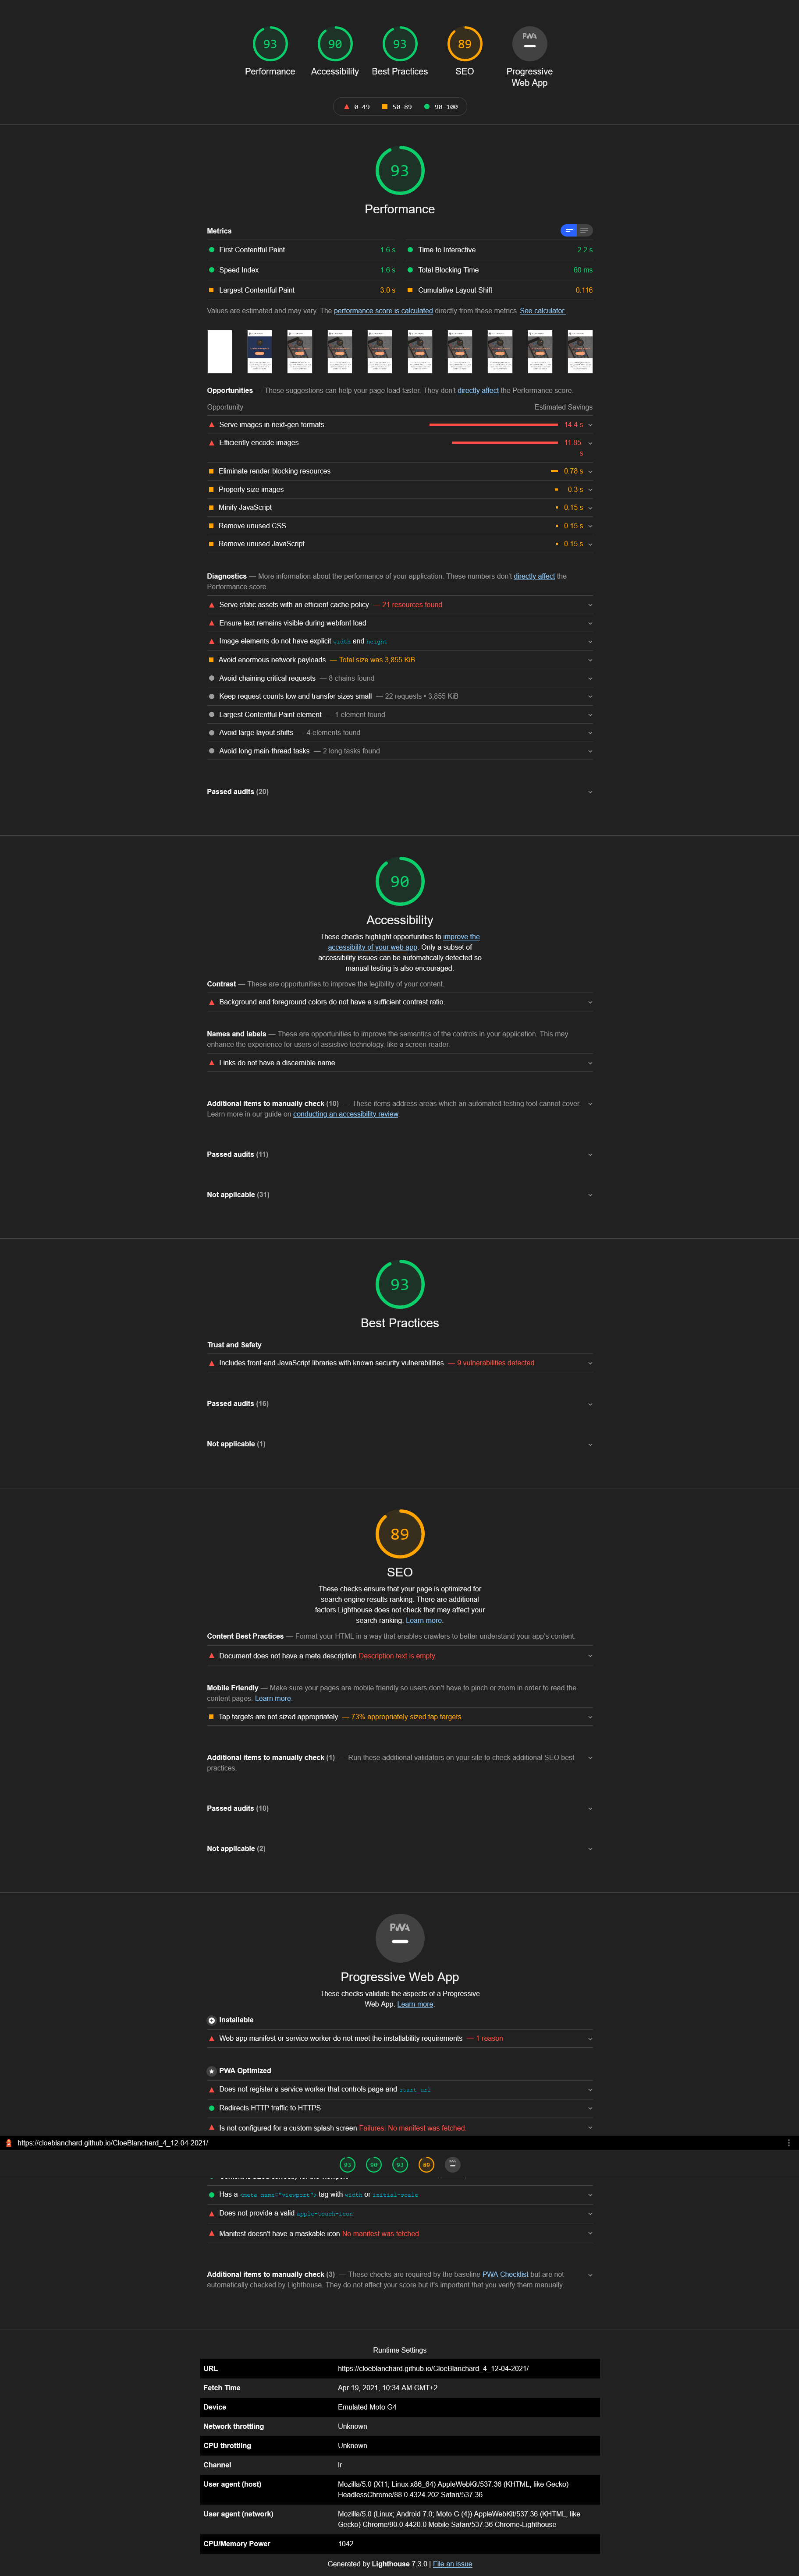 93
90
93
89
PWA
Performance
Accessibility
Best Practices
SEO
Progressive
Web App
0–49
50–89
90–100
93
Performance
Metrics
First Contentful Paint 1.6 s
Time to Interactive 2.2 s
Speed Index 1.6 s
Total Blocking Time 60 ms
Largest Contentful Paint 3.0 s
Cumulative Layout Shift 0.116
Values are estimated and may vary. The performance score is calculated directly from these metrics. See calculator.
Opportunities — These suggestions can help your page load faster. They don't directly affect the Performance score.
Opportunity Estimated Savings
Serve images in next-gen formats 14.4 s
Efficiently encode images 11.85
s
Eliminate render-blocking resources 0.78 s
Properly size images 0.3 s
Minify JavaScript 0.15 s
Remove unused CSS 0.15 s
Remove unused JavaScript 0.15 s
Diagnostics — More information about the performance of your application. These numbers don't directly affect the
Performance score.
Serve static assets with an efficient cache policy — 21 resources found
Ensure text remains visible during webfont load
Image elements do not have explicit width and height
Avoid enormous network payloads — Total size was 3,855 KiB
Avoid chaining critical requests — 8 chains found
Keep request counts low and transfer sizes small — 22 requests • 3,855 KiB
Largest Contentful Paint element — 1 element found
Avoid large layout shifts — 4 elements found
Avoid long main-thread tasks — 2 long tasks found
Passed audits (20)
90
Accessibility
These checks highlight opportunities to improve the
accessibility of your web app. Only a subset of
accessibility issues can be automatically detected so
manual testing is also encouraged.
Contrast — These are opportunities to improve the legibility of your content.
Background and foreground colors do not have a sufficient contrast ratio.
Names and labels — These are opportunities to improve the semantics of the controls in your application. This may
enhance the experience for users of assistive technology, like a screen reader.
Links do not have a discernible name
Additional items to manually check (10) — These items address areas which an automated testing tool cannot cover.
Learn more in our guide on conducting an accessibility review.
Passed audits (11)
Not applicable (31)
93
Best Practices
Trust and Safety
Includes front-end JavaScript libraries with known security vulnerabilities — 9 vulnerabilities detected
Passed audits (16)
Not applicable (1)
89
SEO
These checks ensure that your page is optimized for
search engine results ranking. There are additional
factors Lighthouse does not check that may affect your
search ranking. Learn more.
Content Best Practices — Format your HTML in a way that enables crawlers to better understand your app's content.
Document does not have a meta description Description text is empty.
Mobile Friendly — Make sure your pages are mobile friendly so users don't have to pinch or zoom in order to read the
content pages. Learn more.
Tap targets are not sized appropriately — 73% appropriately sized tap targets
Additional items to manually check (1) — Run these additional validators on your site to check additional SEO best
practices.
Passed audits (10)
Not applicable (2)
PWA
Progressive Web App
These checks validate the aspects of a Progressive
Web App. Learn more.
Installable
Web app manifest or service worker do not meet the installability requirements — 1 reason
PWA Optimized
Does not register a service worker that controls page and start_url
Redirects HTTP traffic to HTTPS
Is not configured for a custom splash screen Failures: No manifest was fetched.
https://cloeblanchard.github.io/CloeBlanchard_4_12-04-2021/
93
90
93
89
Has a <meta name="viewport"> tag with width or initial-scale
Does not provide a valid apple-touch-icon
Manifest doesn't have a maskable icon No manifest was fetched
Additional items to manually check (3) — These checks are required by the baseline PWA Checklist but are not
automatically checked by Lighthouse. They do not affect your score but it's important that you verify them manually.
Runtime Settings
URL https://cloeblanchard.github.io/CloeBlanchard_4_12-04-2021/
Fetch Time Apr 19, 2021, 10:34 AM GMT+2
Device Emulated Moto G4
Network throttling Unknown
CPU throttling Unknown
Channel lr
User agent (host) Mozilla/5.0 (X11; Linux x86_64) AppleWebKit/537.36 (KHTML, like Gecko)
HeadlessChrome/88.0.4324.202 Safari/537.36
User agent (network) Mozilla/5.0 (Linux; Android 7.0; Moto G (4)) AppleWebKit/537.36 (KHTML, like
Gecko) Chrome/90.0.4420.0 Mobile Safari/537.36 Chrome-Lighthouse
CPU/Memory Power 1042
Generated by Lighthouse 7.3.0 | File an issue